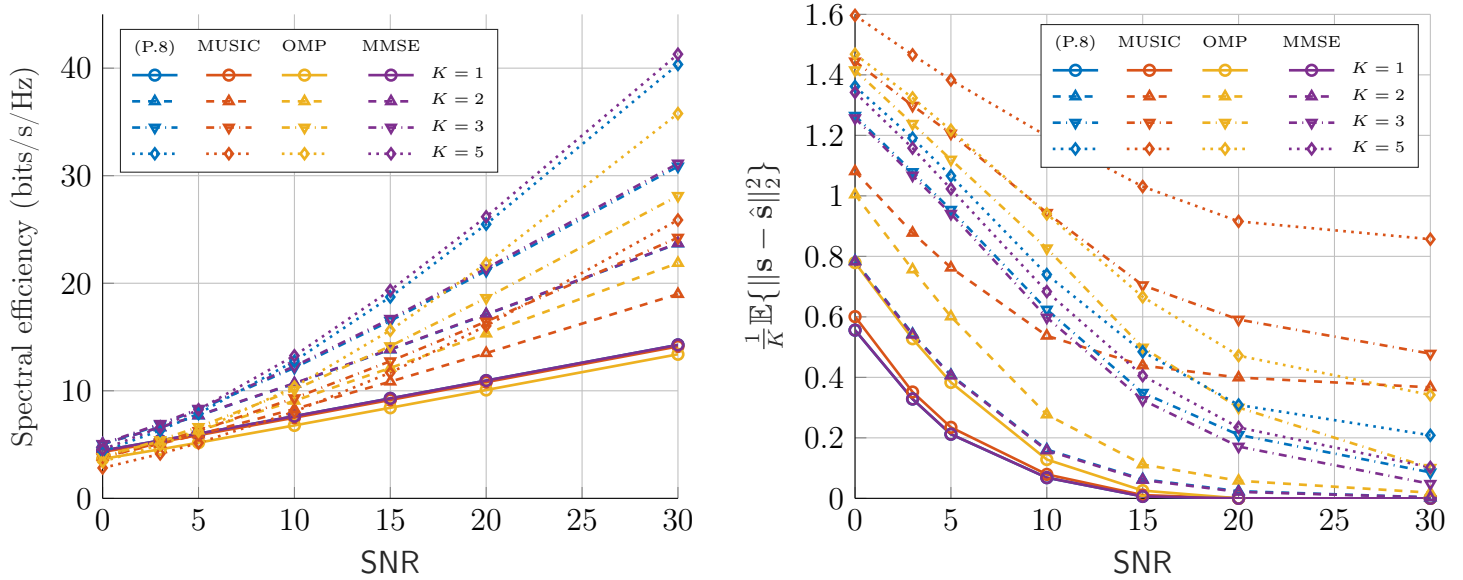 Spectral efficiency (bits/s/Hz)
40
30
20
10
0
(P.8) MUSIC OMP MMSE
K = 1
K = 2
K = 3
K = 5
0 5 10 15 20 25 30
SNR
1/K 𝔼{||s − ŝ||₂²}
1.6
1.4
1.2
1
0.8
0.6
0.4
0.2
0
(P.8) MUSIC OMP MMSE
K = 1
K = 2
K = 3
K = 5
0 5 10 15 20 25 30
SNR